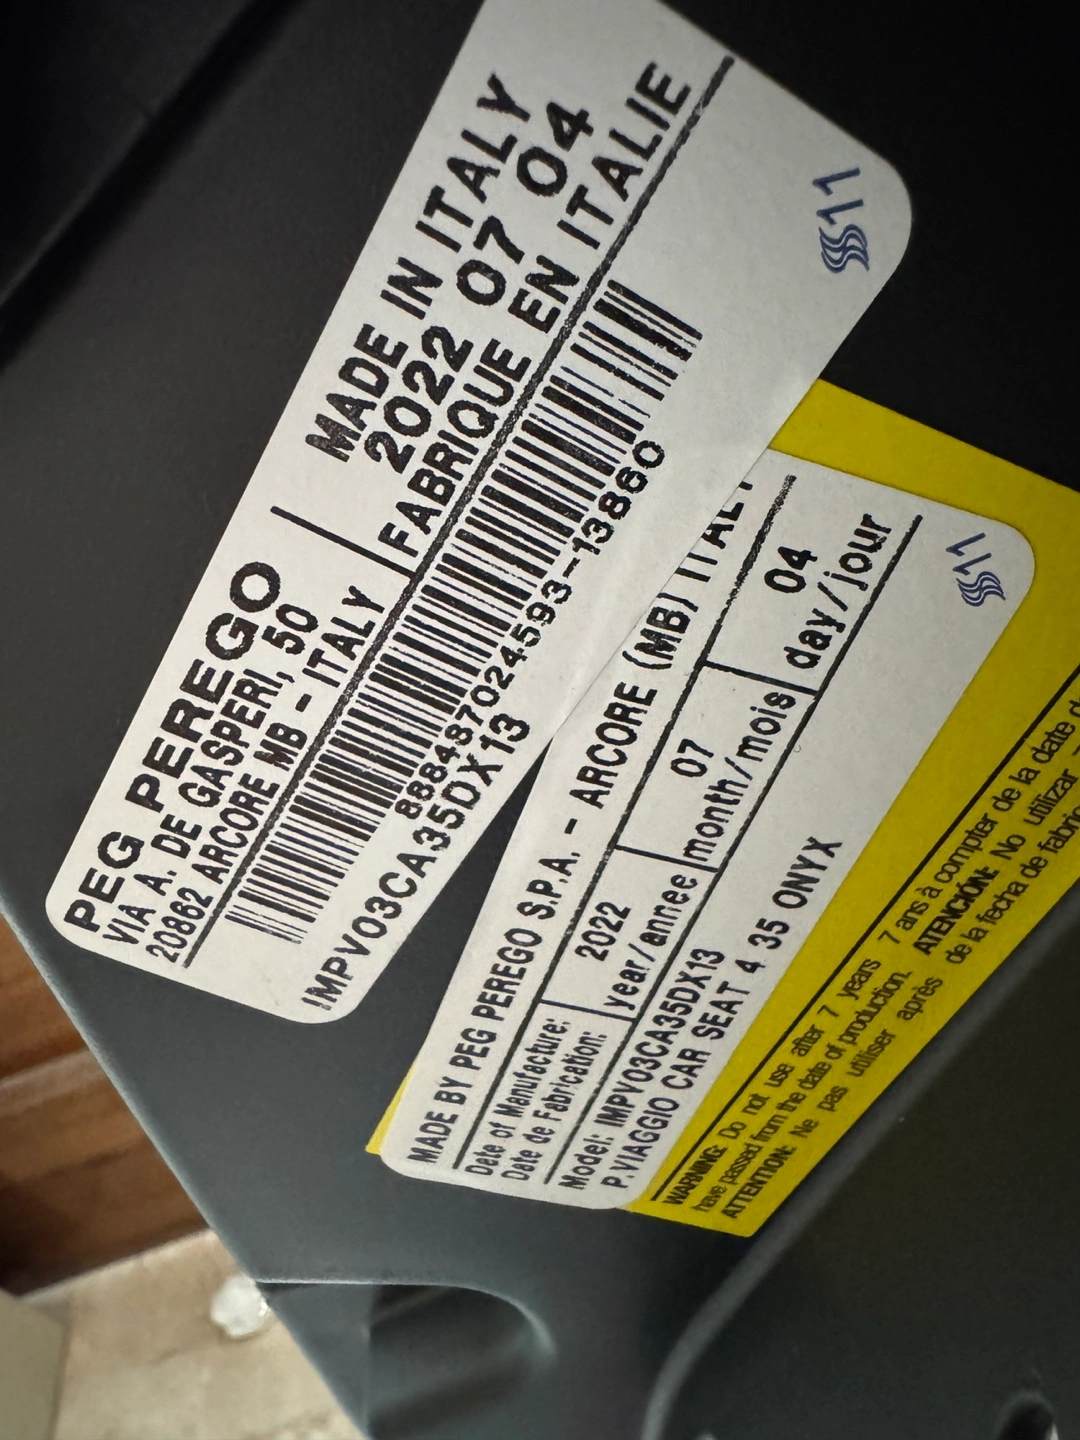 PEG PEREGO
VIA A. DE GASPERI, 50
20862 ARCORE MB - ITALY
MADE IN ITALY
2022 07 04
FABRIQUE EN ITALIE
888487024593-13860
IMPV03CA35DX13
S11
MADE BY PEG PEREGO S.P.A. - ARCORE (MB) ITALY
Date of Manufacture:
Date de Fabrication:
2022
year/annee
07
month/mois
04
day/jour
Model: IMPV03CA35DX13
P.VIAGGIO CAR SEAT 4 35 ONYX
S11
WARNING: Do not use after 7 years
have passed from the date of production.
ATTENTION: Ne pas utiliser après
7 ans à compter de la date d
ATENCIÓN: No utilizar
de la fecha de fabric